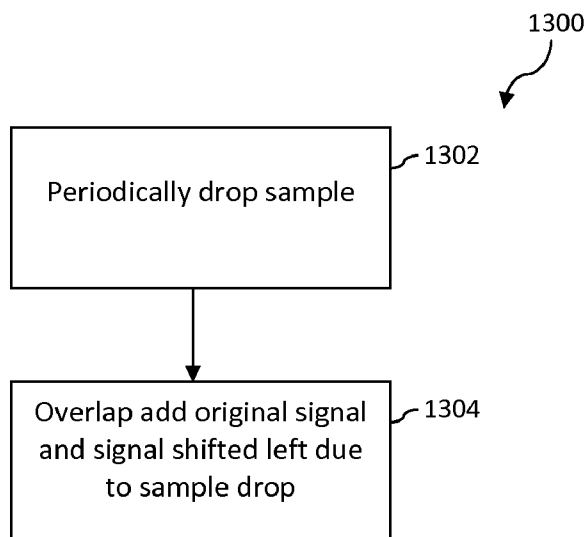 1300
1302
Periodically drop sample
1304
Overlap add original signal
and signal shifted left due
to sample drop